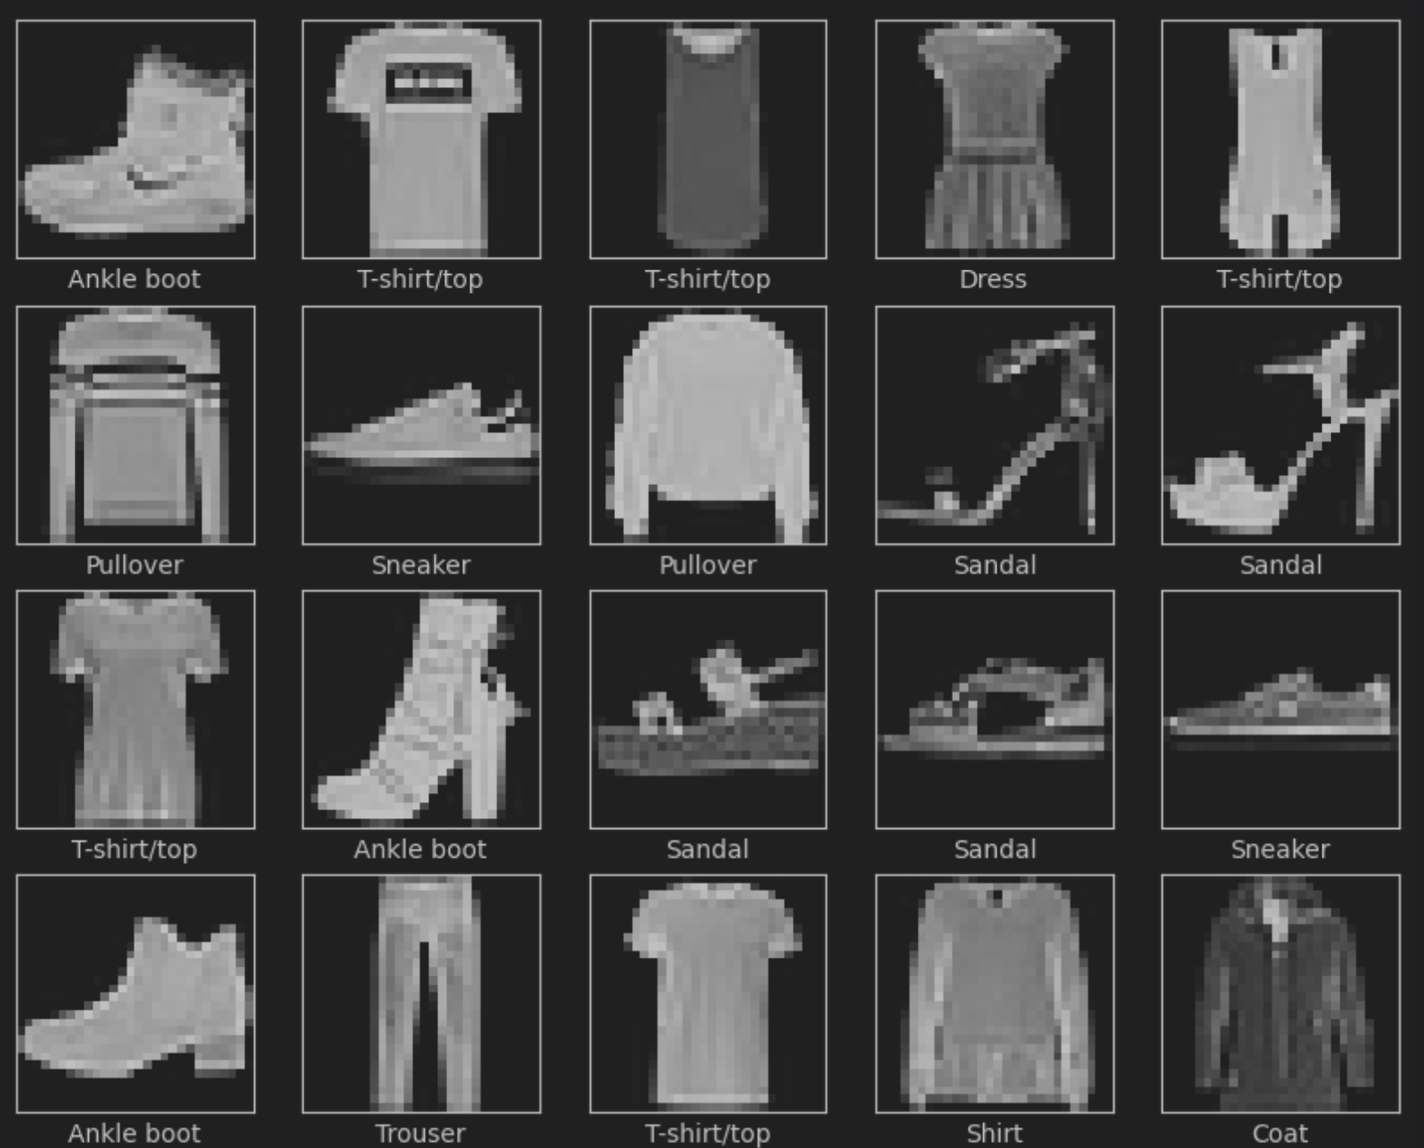 Ankle boot T-shirt/top T-shirt/top Dress T-shirt/top
Pullover Sneaker Pullover Sandal Sandal
T-shirt/top Ankle boot Sandal Sandal Sneaker
Ankle boot Trouser T-shirt/top Shirt Coat